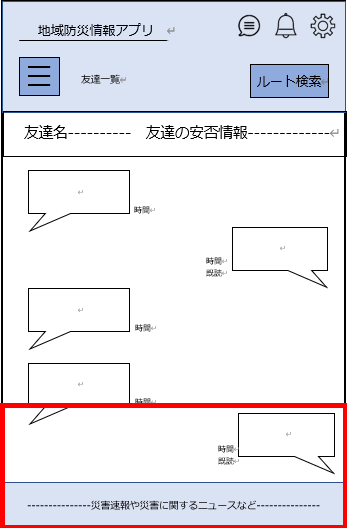 地域防災情報アプリ
友達一覧
ルート検索
友達名---------- 友達の安否情報-------------
時間
時間
既読
時間
時間
時間
既読
---------------災害速報や災害に関するニュースなど---------------